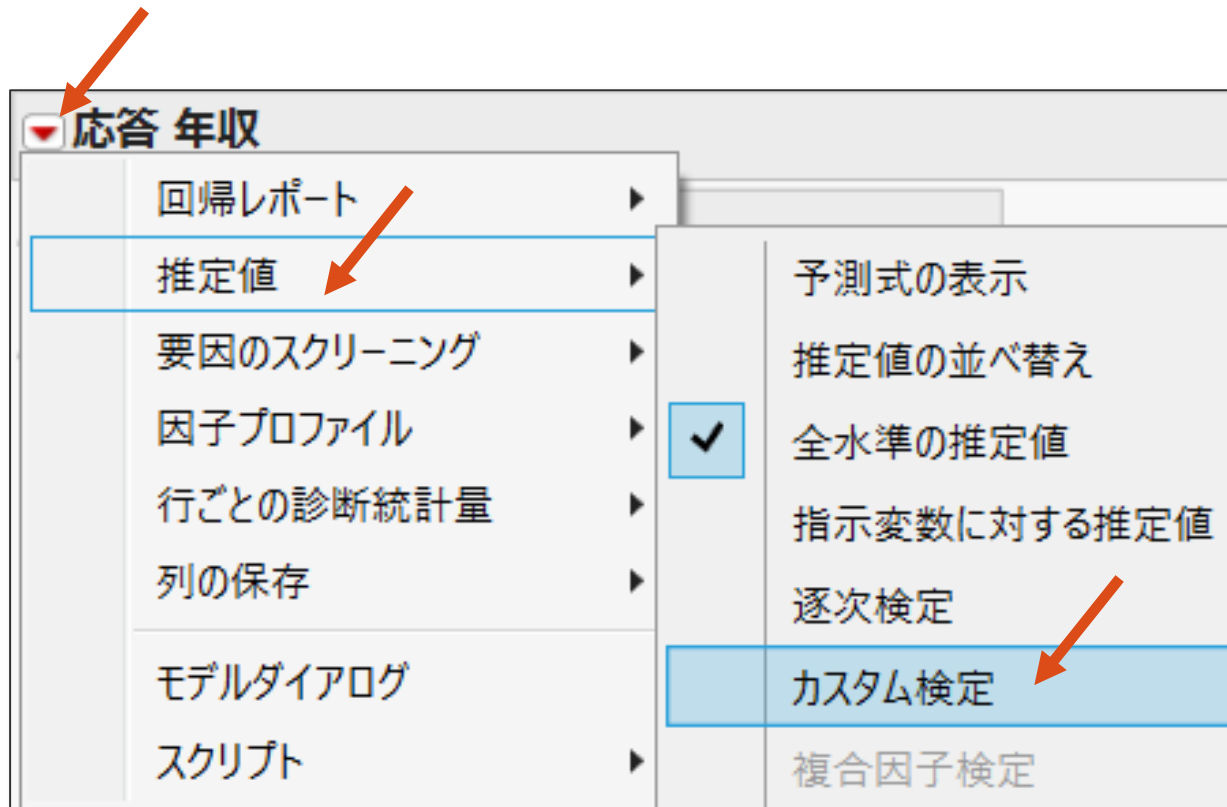 応答 年収
回帰レポート
推定値
要因のスクリーニング
因子プロファイル
行ごとの診断統計量
列の保存
モデルダイアログ
スクリプト
予測式の表示
推定値の並べ替え
全水準の推定値
指示変数に対する推定値
逐次検定
カスタム検定
複合因子検定